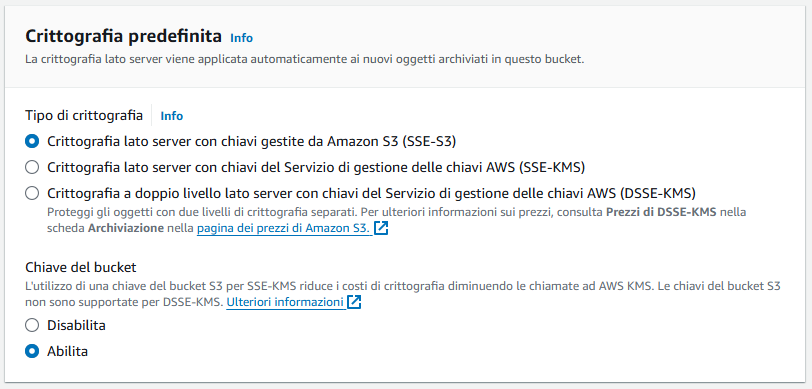 Crittografia predefinita Info
La crittografia lato server viene applicata automaticamente ai nuovi oggetti archiviati in questo bucket.
Tipo di crittografia Info
Crittografia lato server con chiavi gestite da Amazon S3 (SSE-S3)
Crittografia lato server con chiavi del Servizio di gestione delle chiavi AWS (SSE-KMS)
Crittografia a doppio livello lato server con chiavi del Servizio di gestione delle chiavi AWS (DSSE-KMS)
Proteggi gli oggetti con due livelli di crittografia separati. Per ulteriori informazioni sui prezzi, consulta Prezzi di DSSE-KMS nella
scheda Archiviazione nella pagina dei prezzi di Amazon S3.
Chiave del bucket
L'utilizzo di una chiave del bucket S3 per SSE-KMS riduce i costi di crittografia diminuendo le chiamate ad AWS KMS. Le chiavi del bucket S3
non sono supportate per DSSE-KMS. Ulteriori informazioni
Disabilita
Abilita